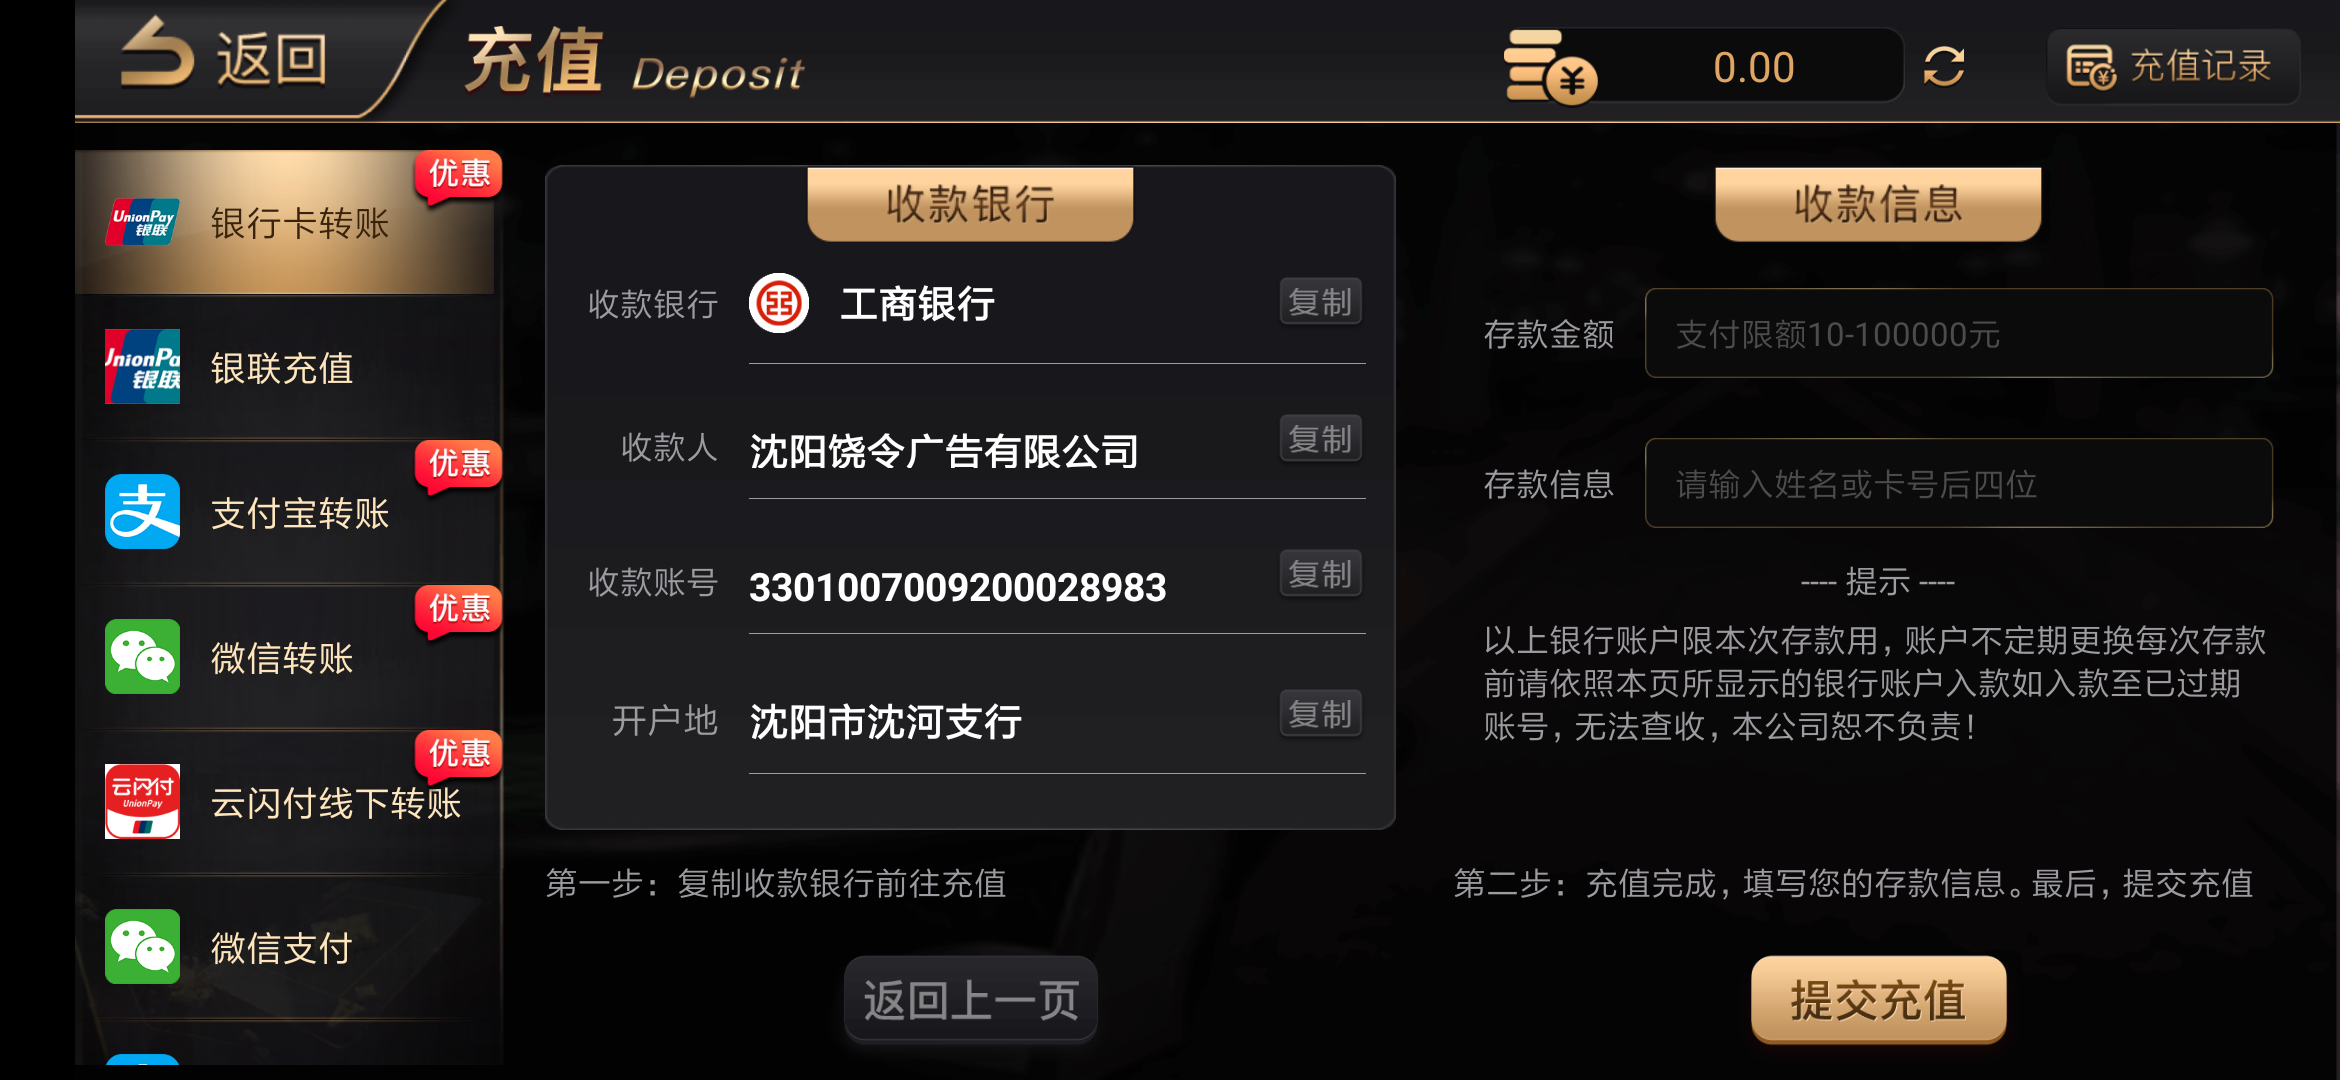 返回
充值 Deposit
0.00
充值记录
优惠
UnionPay
银联
银行卡转账
UnionPa
银联
银联充值
优惠
支
支付宝转账
优惠
微信转账
优惠
云闪付
UnionPay
云闪付线下转账
微信支付
收款银行
收款银行 工商银行 复制
收款人 沈阳饶令广告有限公司 复制
收款账号 3301007009200028983 复制
开户地 沈阳市沈河支行 复制
第一步：复制收款银行前往充值
返回上一页
收款信息
存款金额 支付限额10-100000元
存款信息 请输入姓名或卡号后四位
---- 提示 ----
以上银行账户限本次存款用，账户不定期更换每次存款
前请依照本页所显示的银行账户入款如入款至已过期
账号，无法查收，本公司恕不负责！
第二步：充值完成，填写您的存款信息。最后，提交充值
提交充值